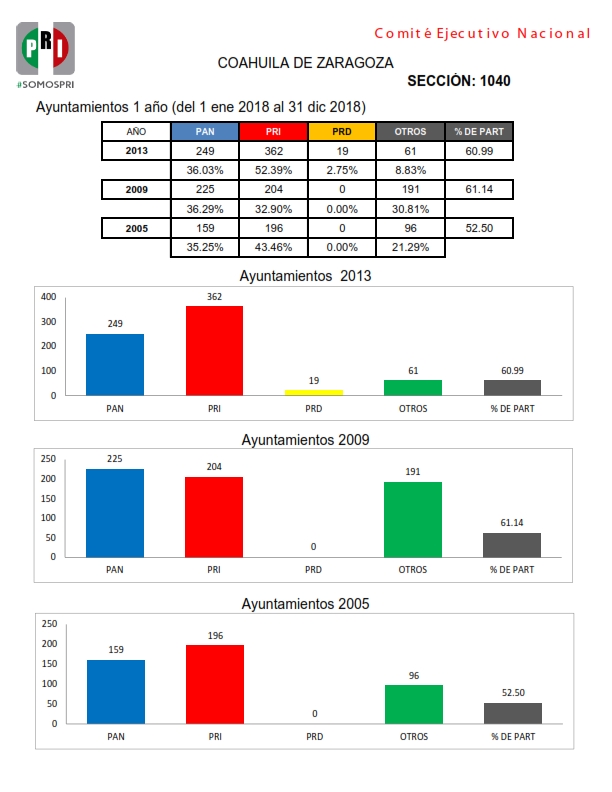 PRI
#SOMOSPRI
Comité Ejecutivo Nacional
COAHUILA DE ZARAGOZA
SECCIÓN: 1040
Ayuntamientos 1 año (del 1 ene 2018 al 31 dic 2018)
AÑO PAN PRI PRD OTROS % DE PART
2013 249 362 19 61 60.99
36.03% 52.39% 2.75% 8.83%
2009 225 204 0 191 61.14
36.29% 32.90% 0.00% 30.81%
2005 159 196 0 96 52.50
35.25% 43.46% 0.00% 21.29%
Ayuntamientos 2013
400
300
200
100
0
249 362 19 61 60.99
PAN PRI PRD OTROS % DE PART
Ayuntamientos 2009
250
200
150
100
50
0
225 204 0 191 61.14
PAN PRI PRD OTROS % DE PART
Ayuntamientos 2005
250
200
150
100
50
0
159 196 0 96 52.50
PAN PRI PRD OTROS % DE PART